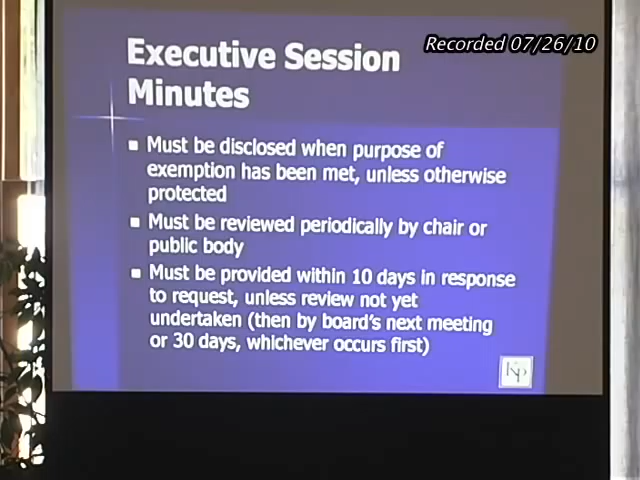 Recorded 07/26/10
Executive Session
Minutes
Must be disclosed when purpose of
exemption has been met, unless otherwise
protected
Must be reviewed periodically by chair or
public body
Must be provided within 10 days in response
to request, unless review not yet
undertaken (then by board's next meeting
or 30 days, whichever occurs first)
KP